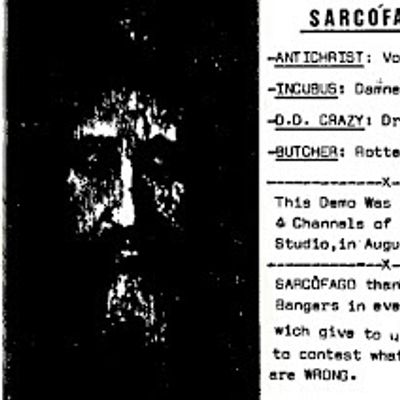 SARCÓFA
-ANTICHRIST: Vo
-INCUBUS: Damne
-D.D. CRAZY: Dr
-BUTCHER: Rotte
-------------X-
This Demo Was
4 Channels of
Studio,in Augu
-------------X-
SARCÓFAGO than
Bangers in eve
wich give to u
to contest what
are WRONG.